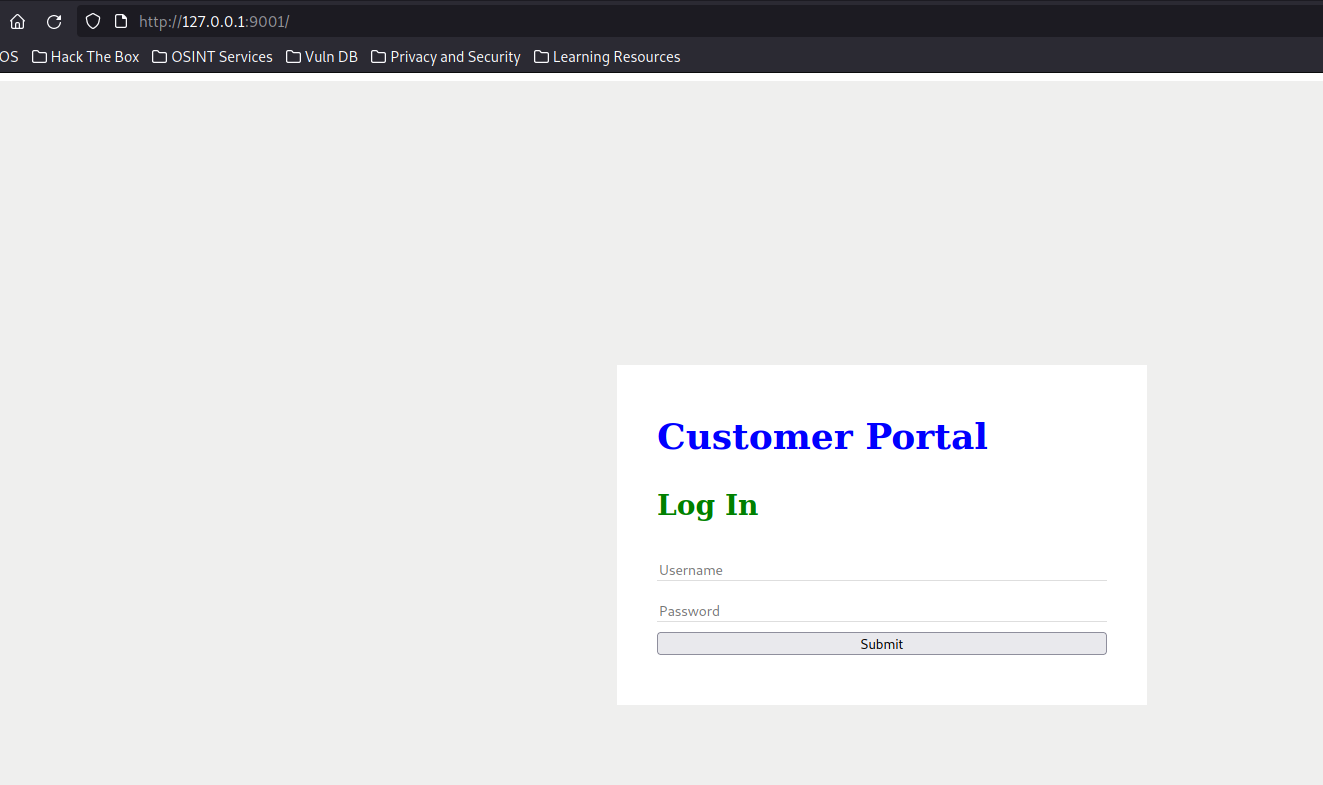 http://127.0.0.1:9001/
OS Hack The Box OSINT Services Vuln DB Privacy and Security Learning Resources
Customer Portal
Log In
Username
Password
Submit